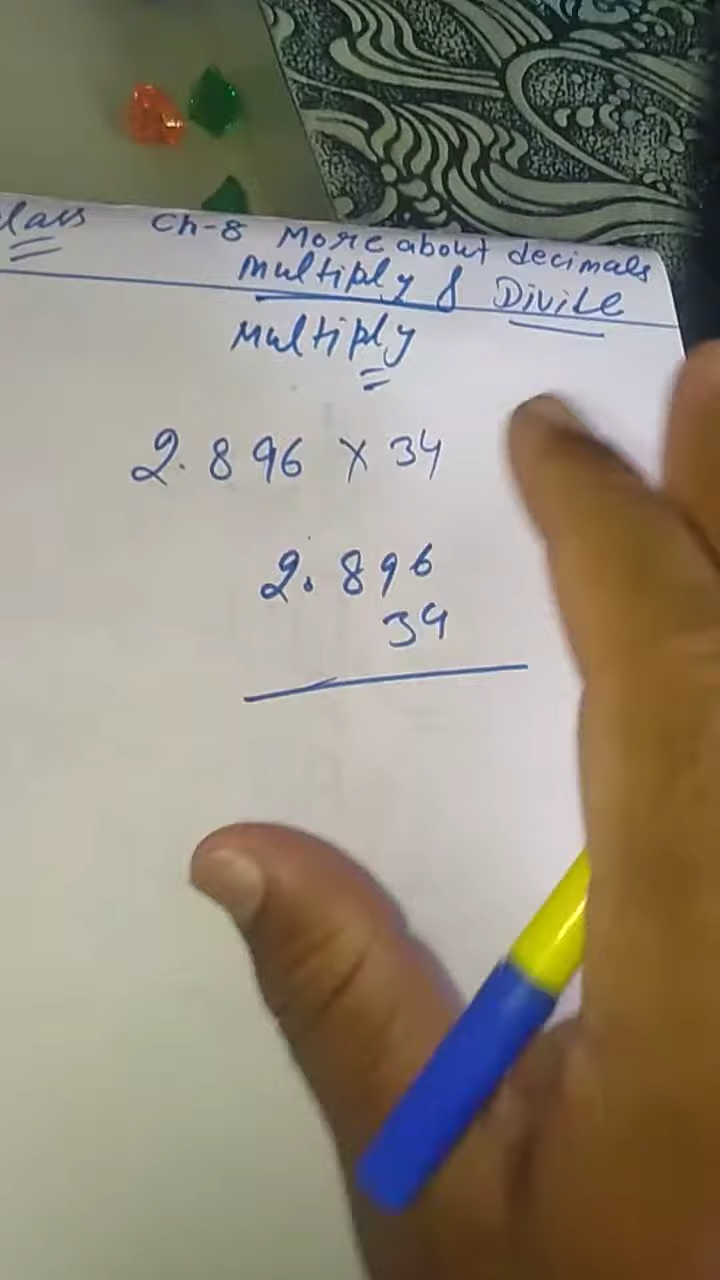 Ch-8 More about decimals
Multiply & Divide
Multiply
2.896 x 34
2.896
34